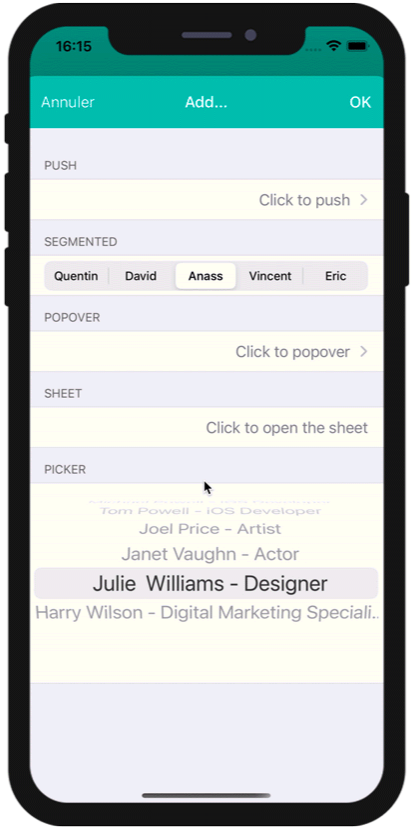 16:15
Annuler Add... OK
PUSH
Click to push
SEGMENTED
Quentin David Anass Vincent Eric
POPOVER
Click to popover
SHEET
Click to open the sheet
PICKER
Tom Powell - iOS Developer
Joel Price - Artist
Janet Vaughn - Actor
Julie  Williams - Designer
Harry Wilson - Digital Marketing Speciali..